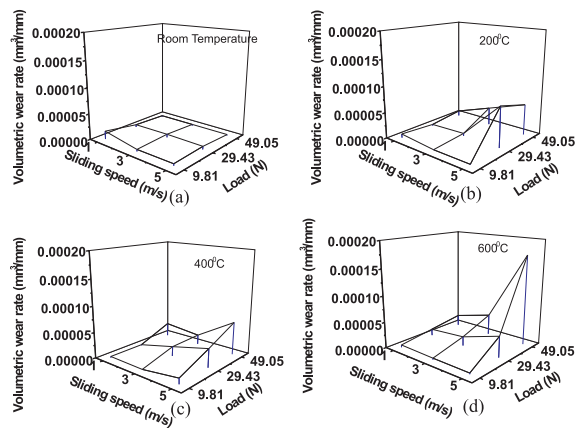 Volumetric wear rate (mm³/mm)
0.00020
0.00015
0.00010
0.00005
0.00000
Room Temperature
1
3
5
Sliding speed (m/s)
9.81
29.43
49.05
Load (N)
(a)
Volumetric wear rate (mm³/mm)
0.00020
0.00015
0.00010
0.00005
0.00000
200⁰C
1
3
5
Sliding speed (m/s)
9.81
29.43
49.05
Load (N)
(b)
Volumetric wear rate (mm³/mm)
0.00020
0.00015
0.00010
0.00005
0.00000
400⁰C
1
3
5
Sliding speed (m/s)
9.81
29.43
49.05
Load (N)
(c)
Volumetric wear rate (mm³/mm)
0.00020
0.00015
0.00010
0.00005
0.00000
600⁰C
1
3
5
Sliding speed (m/s)
9.81
29.43
49.05
Load (N)
(d)